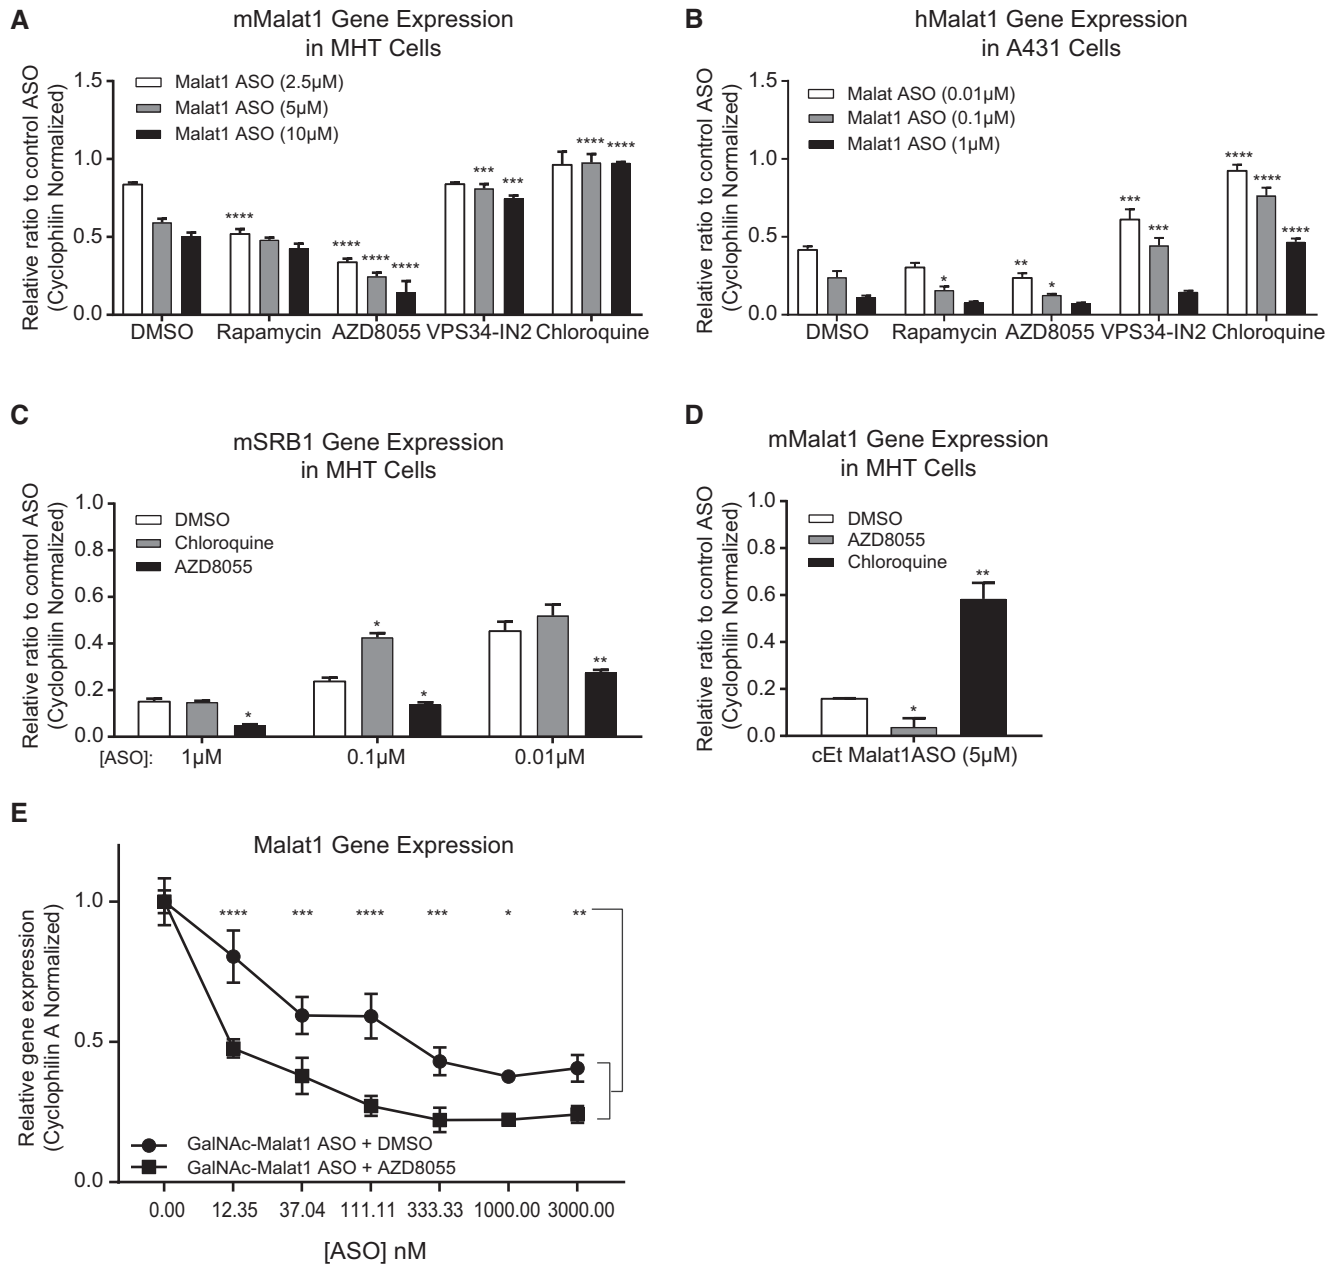 A
mMalat1 Gene Expression
in MHT Cells
Relative ratio to control ASO
(Cyclophilin Normalized)
1.5
1.0
0.5
0.0
Malat1 ASO (2.5µM)
Malat1 ASO (5µM)
Malat1 ASO (10µM)
****
**** **** ****
*** ***
**** ****
DMSO Rapamycin AZD8055 VPS34-IN2 Chloroquine
B
hMalat1 Gene Expression
in A431 Cells
Relative ratio to control ASO
(Cyclophilin Normalized)
1.5
1.0
0.5
0.0
Malat ASO (0.01µM)
Malat1 ASO (0.1µM)
Malat1 ASO (1µM)
*
** *
*** ***
**** **** ****
DMSO Rapamycin AZD8055 VPS34-IN2 Chloroquine
C
mSRB1 Gene Expression
in MHT Cells
Relative ratio to control ASO
(Cyclophilin Normalized)
1.0
0.8
0.6
0.4
0.2
0.0
DMSO
Chloroquine
AZD8055
*
* *
**
[ASO]: 1µM 0.1µM 0.01µM
D
mMalat1 Gene Expression
in MHT Cells
Relative ratio to control ASO
(Cyclophilin Normalized)
1.0
0.8
0.6
0.4
0.2
0.0
DMSO
AZD8055
Chloroquine
* **
cEt Malat1ASO (5µM)
E
Malat1 Gene Expression
Relative gene expression
(Cyclophilin A Normalized)
1.0
0.5
0.0
**** *** **** *** * **
GalNAc-Malat1 ASO + DMSO
GalNAc-Malat1 ASO + AZD8055
0.00 12.35 37.04 111.11 333.33 1000.00 3000.00
[ASO] nM